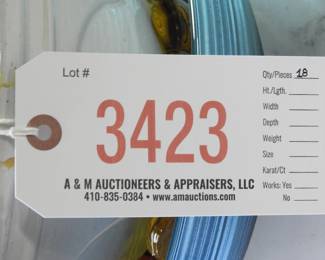 Lot #
3423
A & M AUCTIONEERS & APPRAISERS, LLC
410-835-0384 • www.amauctions.com
Qty/Pieces 18
Ht./Lgth.
Width
Depth
Weight
Size
Karat/Ct
Works: Yes
No